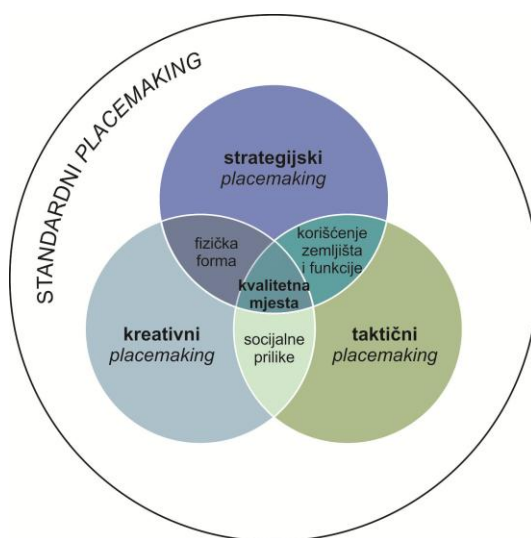 STANDARDNI PLACEMAKING
strategijski
placemaking
fizička
forma
korišćenje
zemljišta
i funkcije
kvalitetna
mjesta
kreativni
placemaking
socijalne
prilike
taktični
placemaking